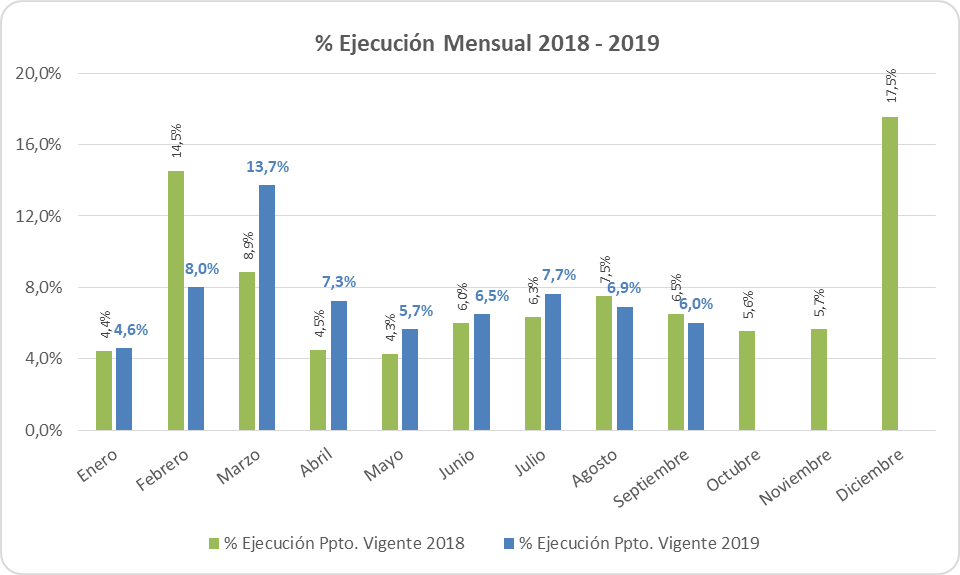 % Ejecución Mensual 2018 - 2019
20,0%
16,0%
12,0%
8,0%
4,0%
0,0%
4,4%
4,6%
14,5%
8,0%
8,9%
13,7%
4,5%
7,3%
4,3%
5,7%
6,0%
6,5%
6,3%
7,7%
7,5%
6,9%
6,5%
6,0%
5,6%
5,7%
17,5%
Enero
Febrero
Marzo
Abril
Mayo
Junio
Julio
Agosto
Septiembre
Octubre
Noviembre
Diciembre
% Ejecución Ppto. Vigente 2018
% Ejecución Ppto. Vigente 2019